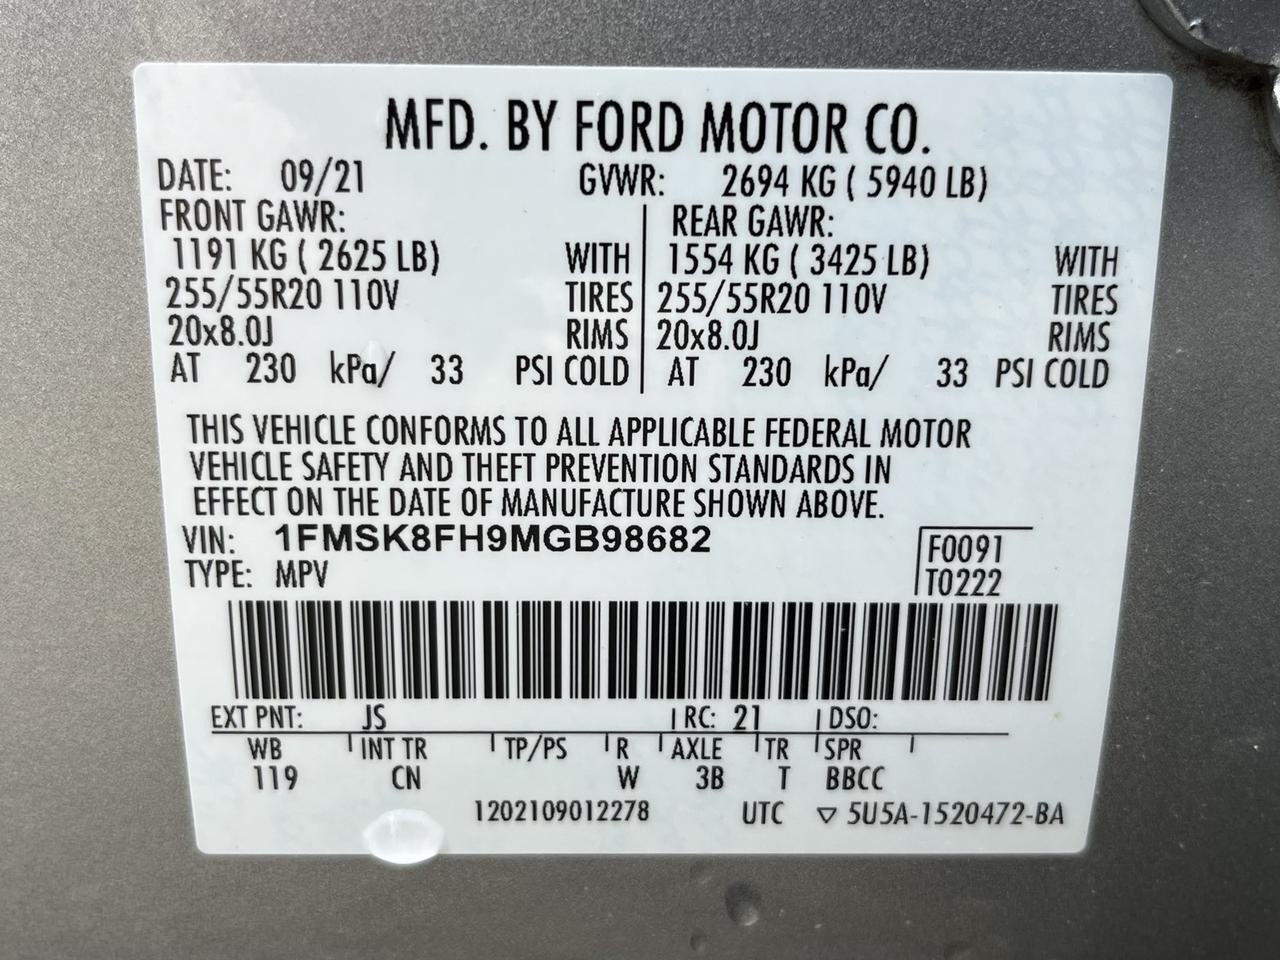 MFD. BY FORD MOTOR CO.
DATE: 09/21 GVWR: 2694 KG ( 5940 LB)
FRONT GAWR: REAR GAWR:
1191 KG ( 2625 LB) WITH 1554 KG ( 3425 LB) WITH
255/55R20 110V TIRES 255/55R20 110V TIRES
20x8.0J RIMS 20x8.0J RIMS
AT 230 kPa/ 33 PSI COLD AT 230 kPa/ 33 PSI COLD
THIS VEHICLE CONFORMS TO ALL APPLICABLE FEDERAL MOTOR
VEHICLE SAFETY AND THEFT PREVENTION STANDARDS IN
EFFECT ON THE DATE OF MANUFACTURE SHOWN ABOVE.
VIN: 1FMSK8FH9MGB98682 F0091
TYPE: MPV T0222
EXT PNT: JS RC: 21 DSO:
WB INT TR TP/PS R AXLE TR SPR
119 CN W 3B T BBCC
1202109012278 UTC ▽ 5U5A-1520472-BA